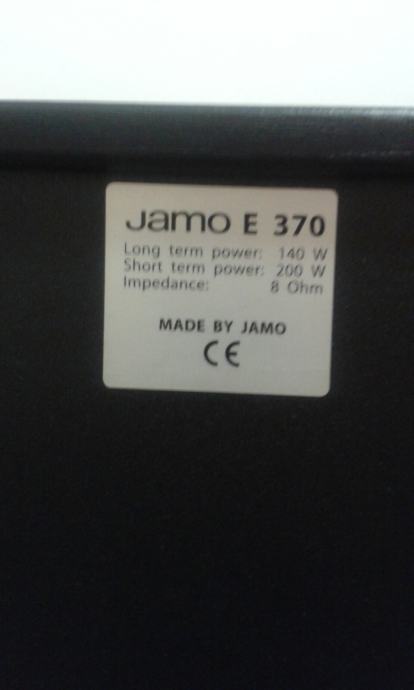 Jamo E 370
Long term power: 140 W
Short term power: 200 W
Impedance: 8 Ohm
MADE BY JAMO
CE